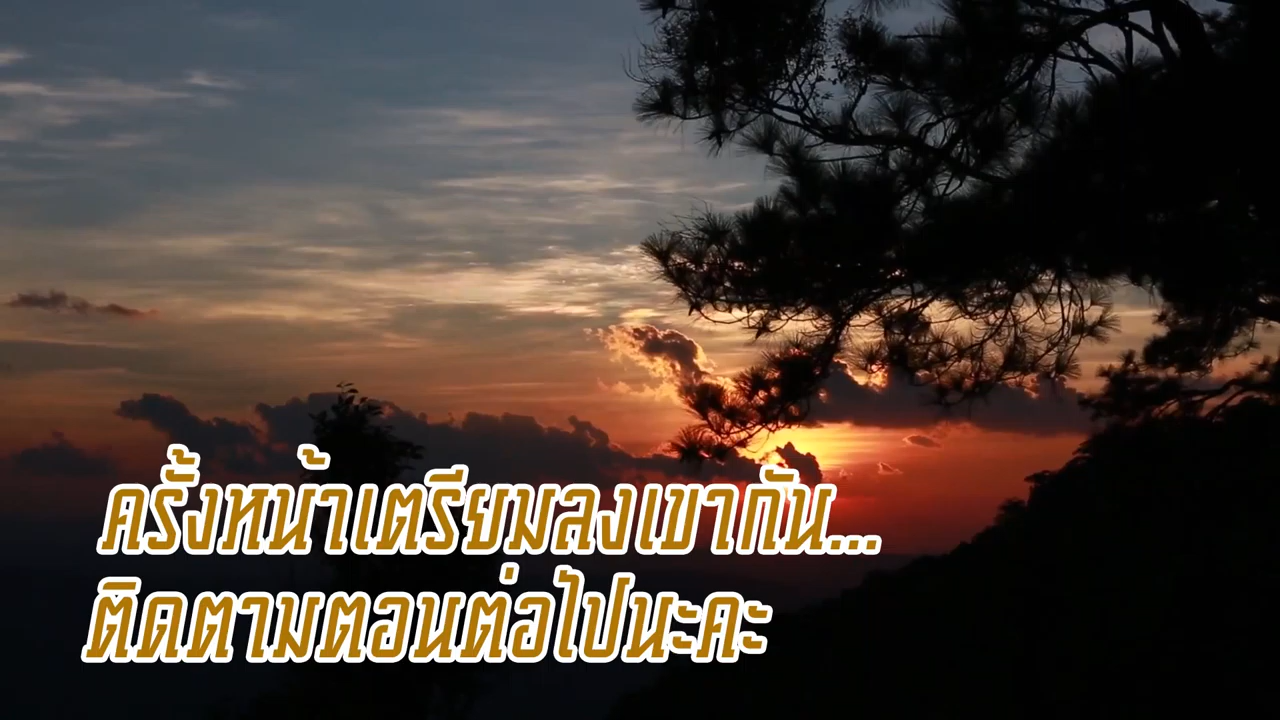 ครั้งหน้าเตรียมลงเขากัน...
ติดตามตอนต่อไปนะคะ